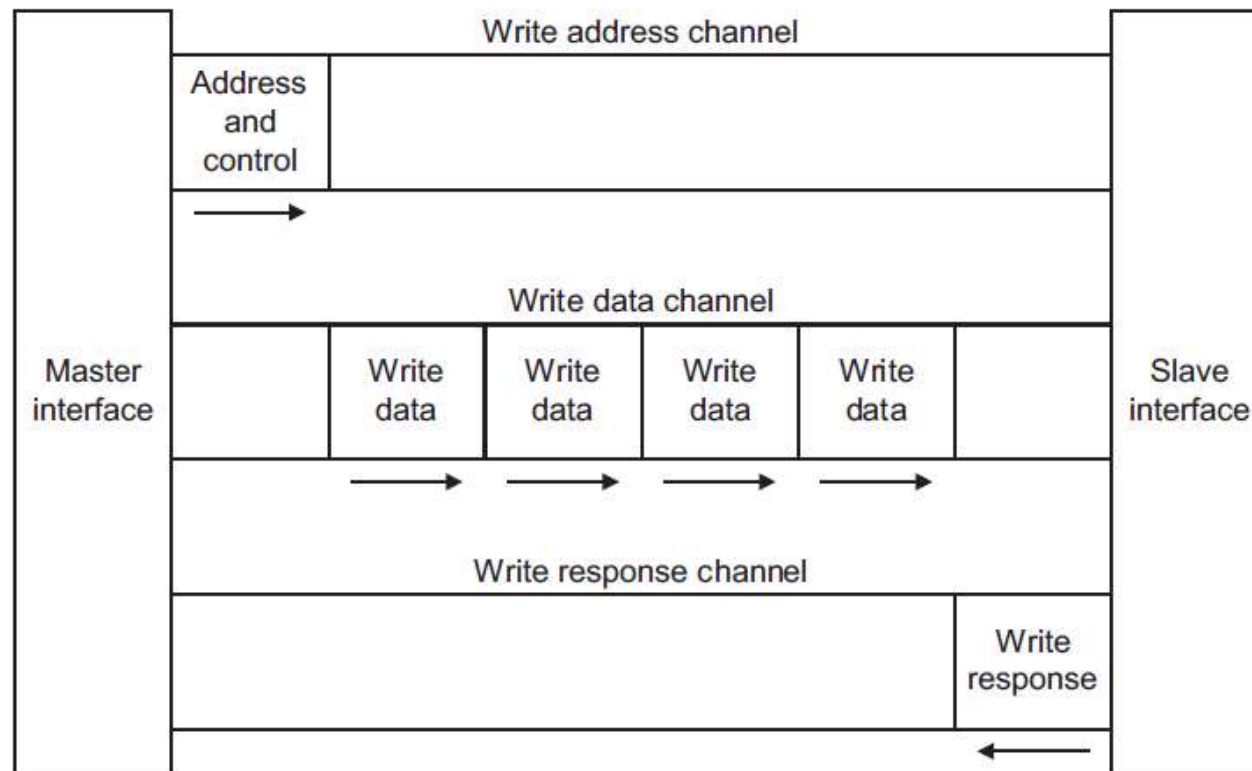 Write address channel
Address
and
control
Write data channel
Master
interface
Write
data
Write
data
Write
data
Write
data
Slave
interface
Write response channel
Write
response